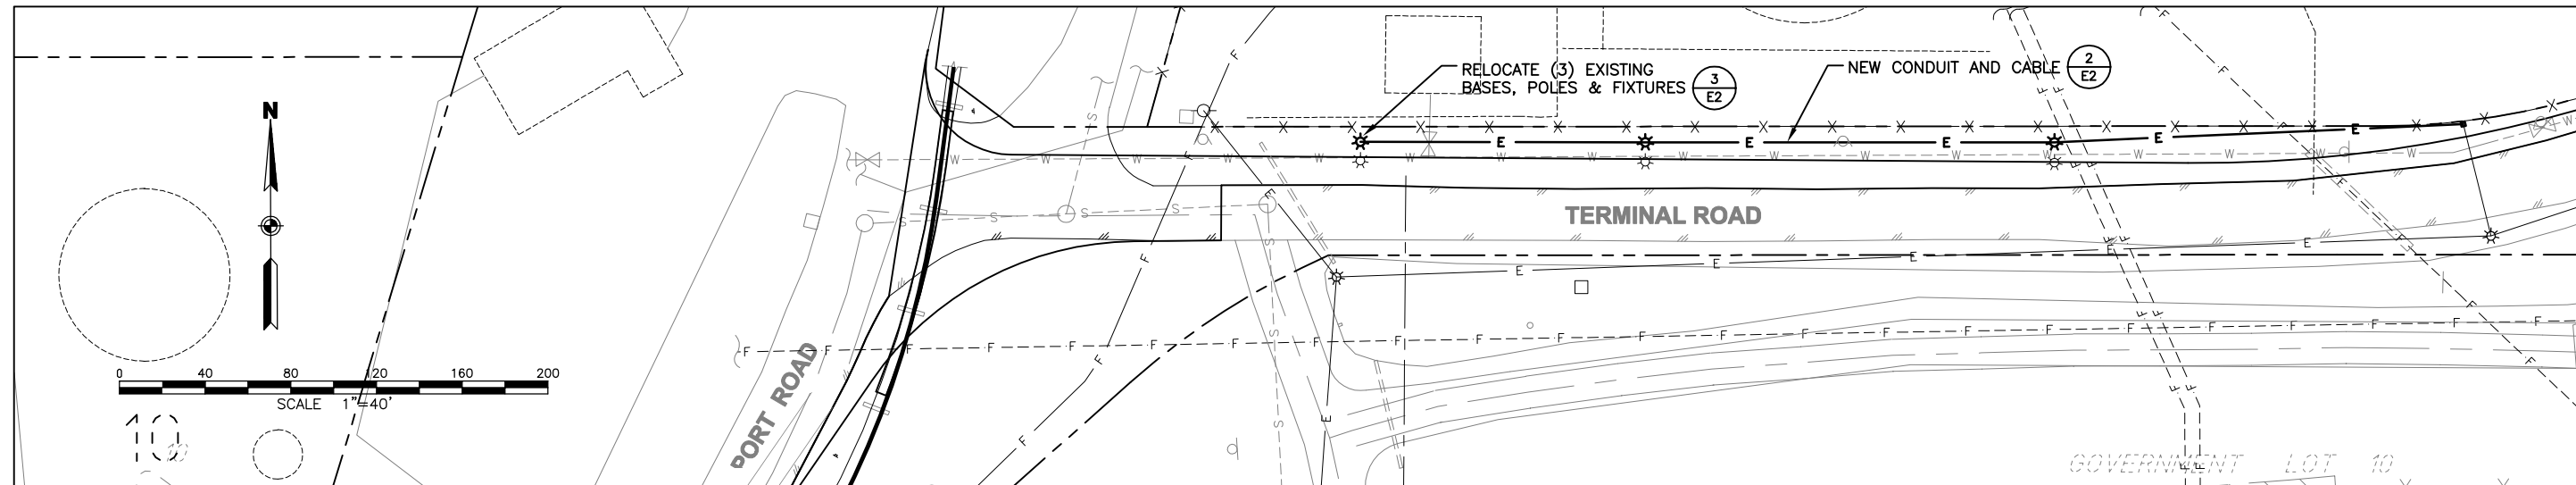 N
RELOCATE (3) EXISTING
BASES, POLES & FIXTURES
3
E2
NEW CONDUIT AND CABLE
2
E2
TERMINAL ROAD
PORT ROAD
0 40 80 120 160 200
SCALE 1"=40'
10
GOVERNMENT LOT 10